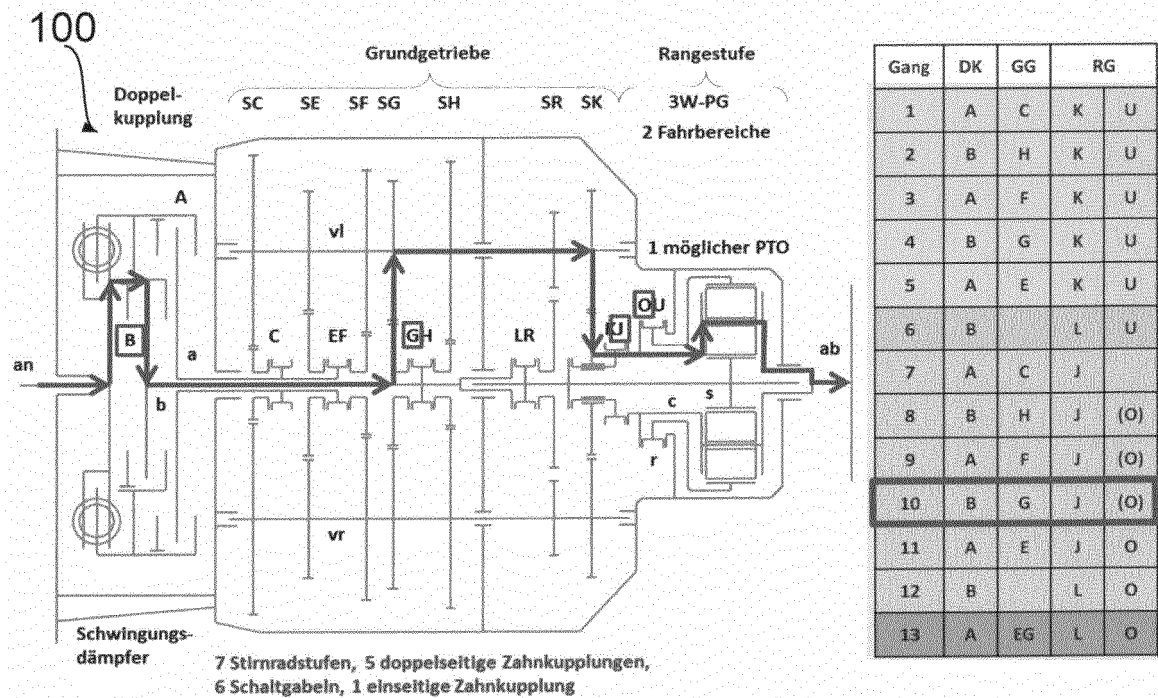 100
Doppel-
kupplung
Grundgetriebe
Rangestufe
SC SE SF SG SH SR SK
3W-PG
2 Fahrbereiche
A
vl
1 möglicher PTO
B
a
C EF GH LR KJ OU
an
ab
b
c s
r
vr
Schwingungs-
dämpfer
7 Stirnradstufen, 5 doppelseitige Zahnkupplungen,
6 Schaltgabeln, 1 einseitige Zahnkupplung
Gang DK GG RG
1 A C K U
2 B H K U
3 A F K U
4 B G K U
5 A E K U
6 B L U
7 A C J
8 B H J (O)
9 A F J (O)
10 B G J (O)
11 A E J O
12 B L O
13 A EG L O